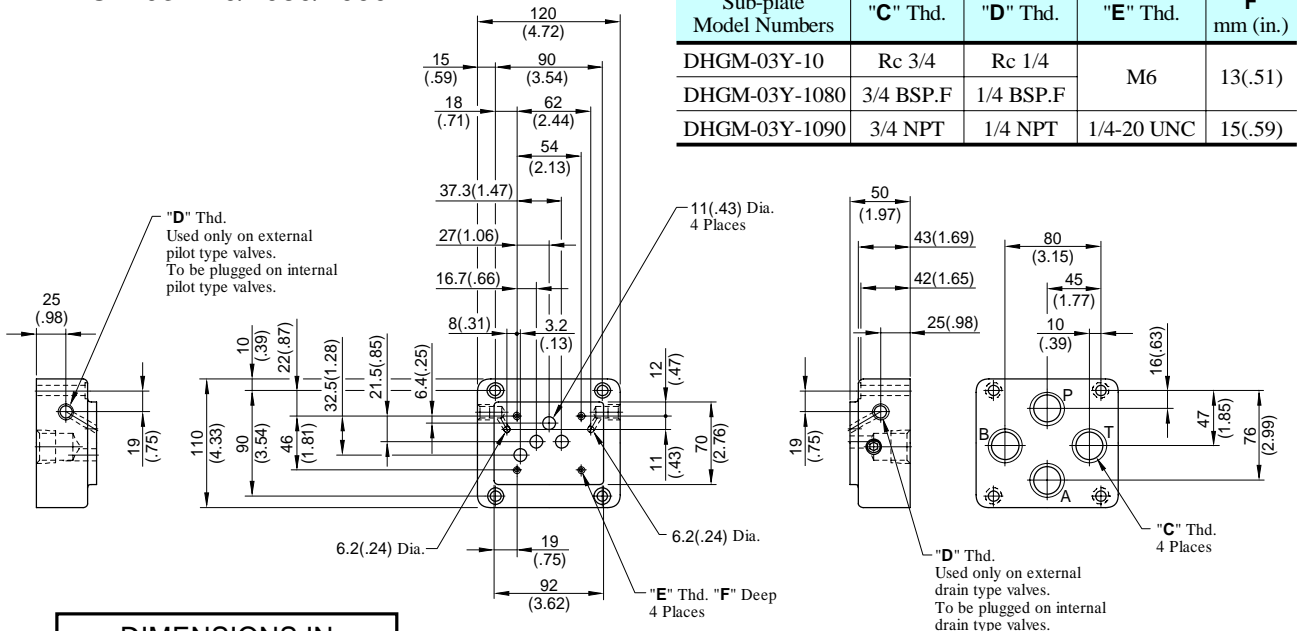 Sub-plate
Model Numbers
"C" Thd.
"D" Thd.
"E" Thd.
mm (in.)
DHGM-03Y-10
Rc 3/4
Rc 1/4
M6
13(.51)
DHGM-03Y-1080
3/4 BSP.F
1/4 BSP.F
DHGM-03Y-1090
3/4 NPT
1/4 NPT
1/4-20 UNC
15(.59)
120
(4.72)
15
(.59)
90
(3.54)
18
(.71)
62
(2.44)
54
(2.13)
37.3(1.47)
27(1.06)
16.7(.66)
8(.31)
3.2
(.13)
11(.43) Dia.
4 Places
"D" Thd.
Used only on external
pilot type valves.
To be plugged on internal
pilot type valves.
25
(.98)
19
(.75)
110
(4.33)
10
(.39)
90
(3.54)
22(.87)
46
(1.81)
32.5(1.28)
21.5(.85)
6.4(.25)
12
(.47)
11
(.43)
70
(2.76)
6.2(.24) Dia.
6.2(.24) Dia.
19
(.75)
92
(3.62)
"E" Thd. "F" Deep
4 Places
50
(1.97)
43(1.69)
42(1.65)
25(.98)
19
(.75)
80
(3.15)
45
(1.77)
10
(.39)
16(.63)
47
(1.85)
76
(2.99)
P
B
T
A
"C" Thd.
4 Places
"D" Thd.
Used only on external
drain type valves.
To be plugged on internal
drain type valves.
DIMENSIONS IN